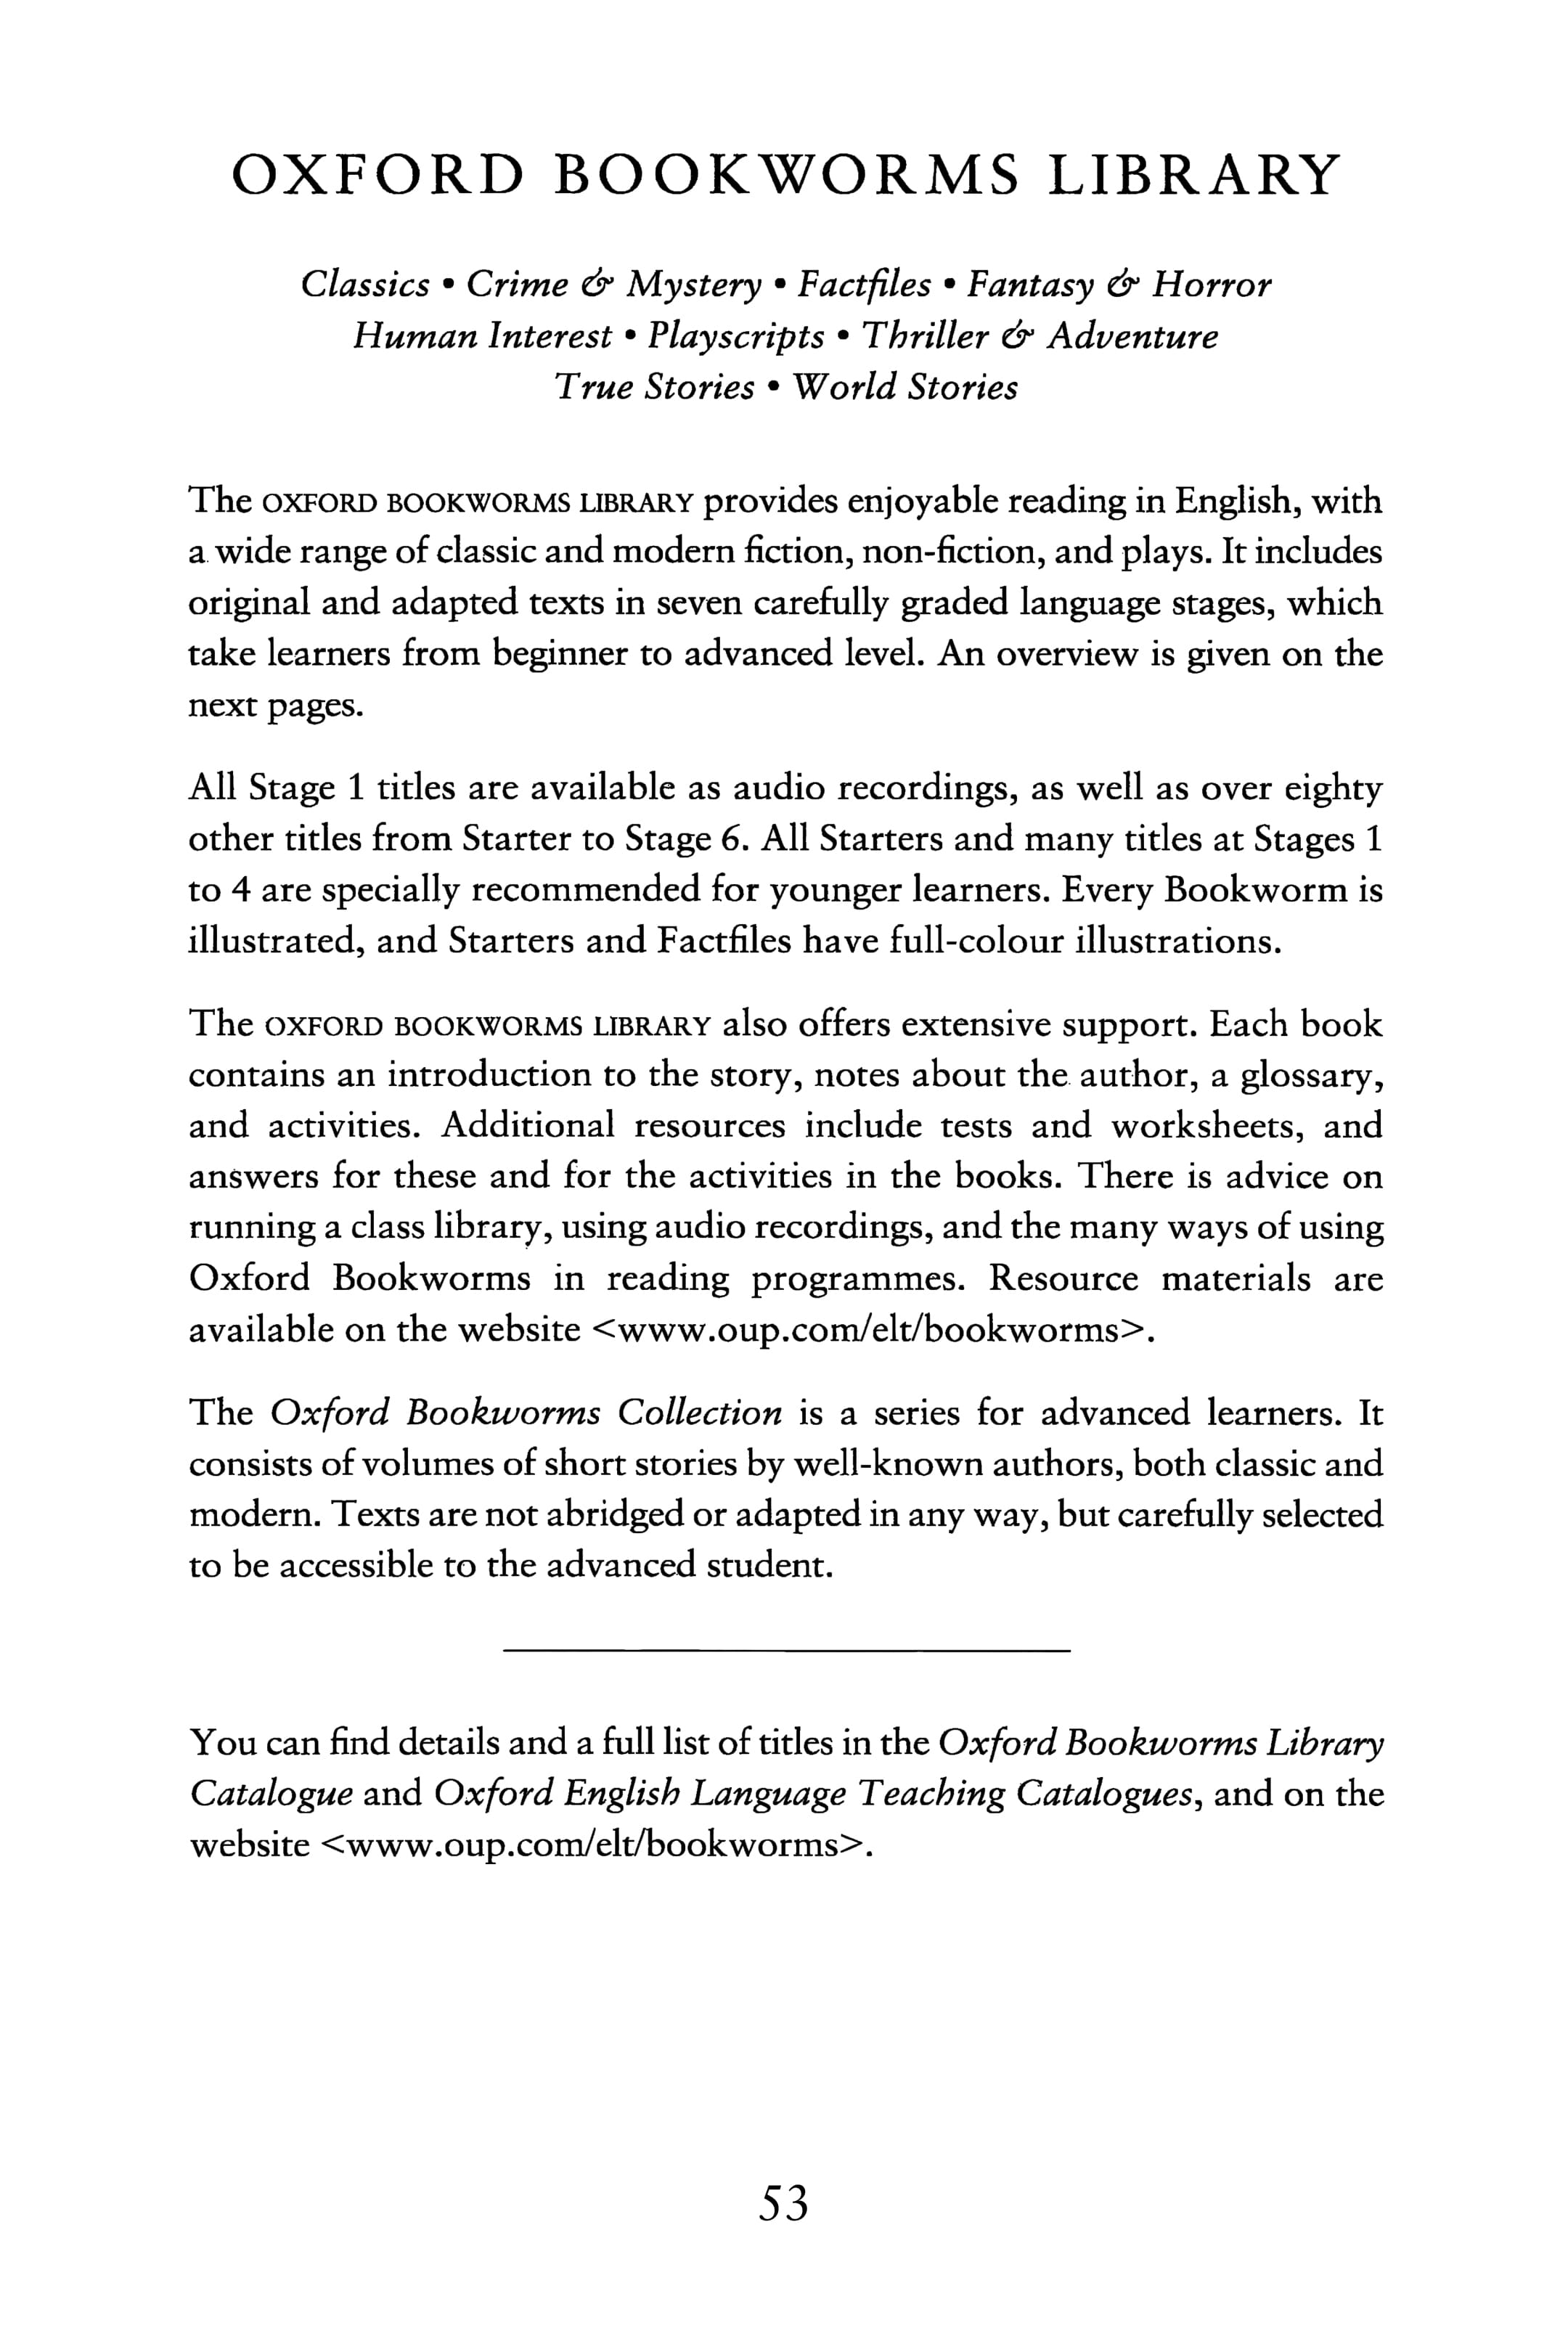 OXFORD BOOKWORMS LIBRARY
Classics • Crime & Mystery • Factfiles • Fantasy & Horror
Human Interest • Playscripts • Thriller & Adventure
True Stories • World Stories
The OXFORD BOOKWORMS LIBRARY provides enjoyable reading in English, with
a wide range of classic and modern fiction, non-fiction, and plays. It includes
original and adapted texts in seven carefully graded language stages, which
take learners from beginner to advanced level. An overview is given on the
next pages.
All Stage 1 titles are available as audio recordings, as well as over eighty
other titles from Starter to Stage 6. All Starters and many titles at Stages 1
to 4 are specially recommended for younger learners. Every Bookworm is
illustrated, and Starters and Factfiles have full-colour illustrations.
The OXFORD BOOKWORMS LIBRARY also offers extensive support. Each book
contains an introduction to the story, notes about the author, a glossary,
and activities. Additional resources include tests and worksheets, and
answers for these and for the activities in the books. There is advice on
running a class library, using audio recordings, and the many ways of using
Oxford Bookworms in reading programmes. Resource materials are
available on the website <www.oup.com/elt/bookworms>.
The Oxford Bookworms Collection is a series for advanced learners. It
consists of volumes of short stories by well-known authors, both classic and
modern. Texts are not abridged or adapted in any way, but carefully selected
to be accessible to the advanced student.
You can find details and a full list of titles in the Oxford Bookworms Library
Catalogue and Oxford English Language Teaching Catalogues, and on the
website <www.oup.com/elt/bookworms>.
53